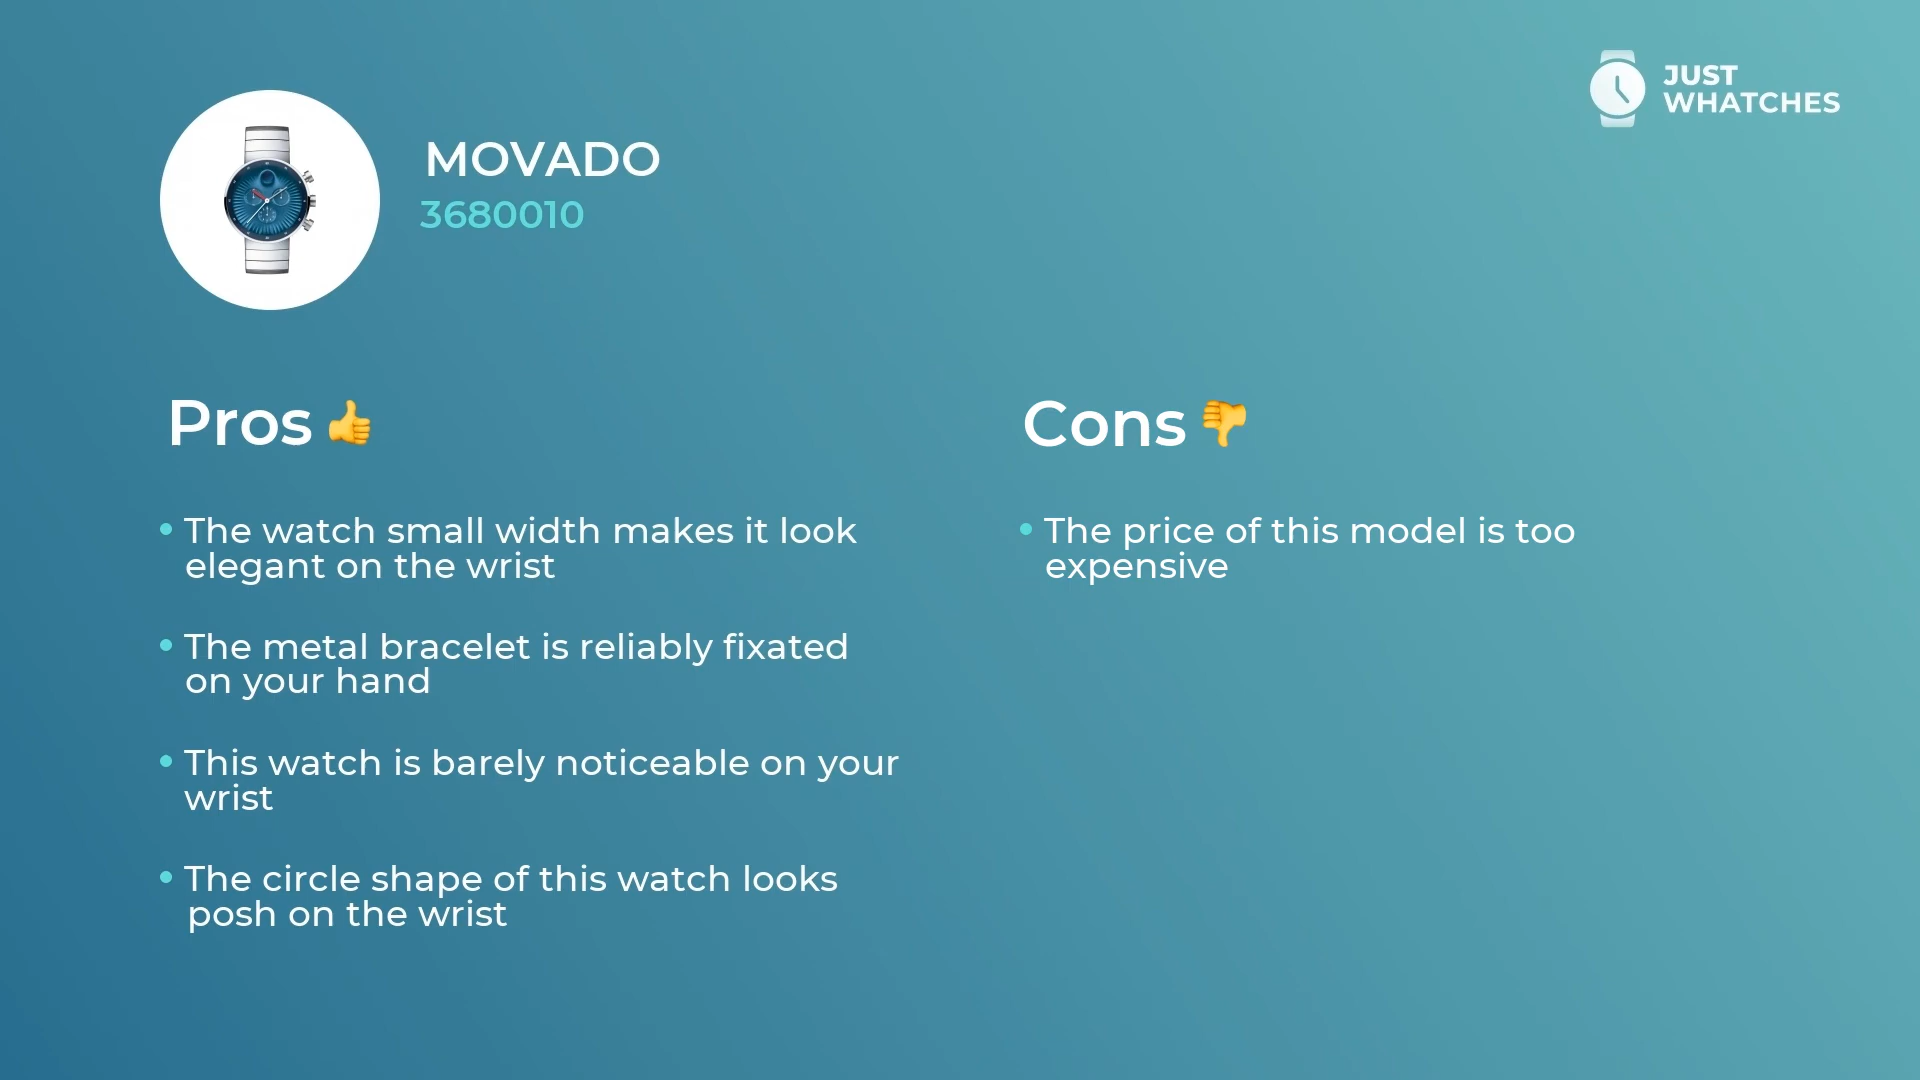 JUST
WHATCHES
MOVADO
3680010
Pros 👍
• The watch small width makes it look
elegant on the wrist
• The metal bracelet is reliably fixated
on your hand
• This watch is barely noticeable on your
wrist
• The circle shape of this watch looks
posh on the wrist
Cons 👎
• The price of this model is too
expensive